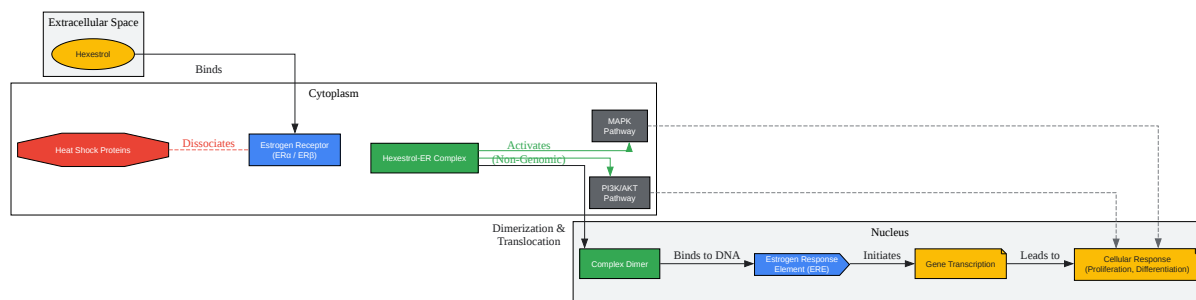 Extracellular Space
Hexestrol
Binds
Cytoplasm
Heat Shock Proteins
Dissociates
Estrogen Receptor
(ERα / ERβ)
Hexestrol-ER Complex
Activates
(Non-Genomic)
MAPK
Pathway
PI3K/AKT
Pathway
Dimerization &
Translocation
Nucleus
Complex Dimer
Binds to DNA
Estrogen Response
Element (ERE)
Initiates
Gene Transcription
Leads to
Cellular Response
(Proliferation, Differentiation)